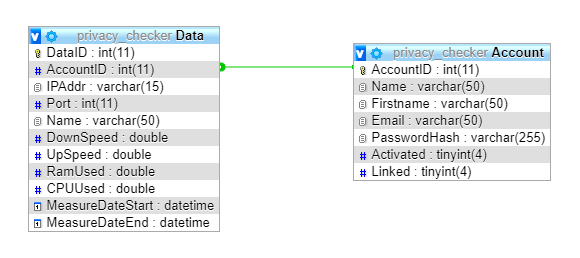 privacy_checker Data
DataID : int(11)
AccountID : int(11)
IPAddr : varchar(15)
Port : int(11)
Name : varchar(50)
DownSpeed : double
UpSpeed : double
RamUsed : double
CPUUsed : double
MeasureDateStart : datetime
MeasureDateEnd : datetime
privacy_checker Account
AccountID : int(11)
Name : varchar(50)
Firstname : varchar(50)
Email : varchar(50)
PasswordHash : varchar(255)
Activated : tinyint(4)
Linked : tinyint(4)